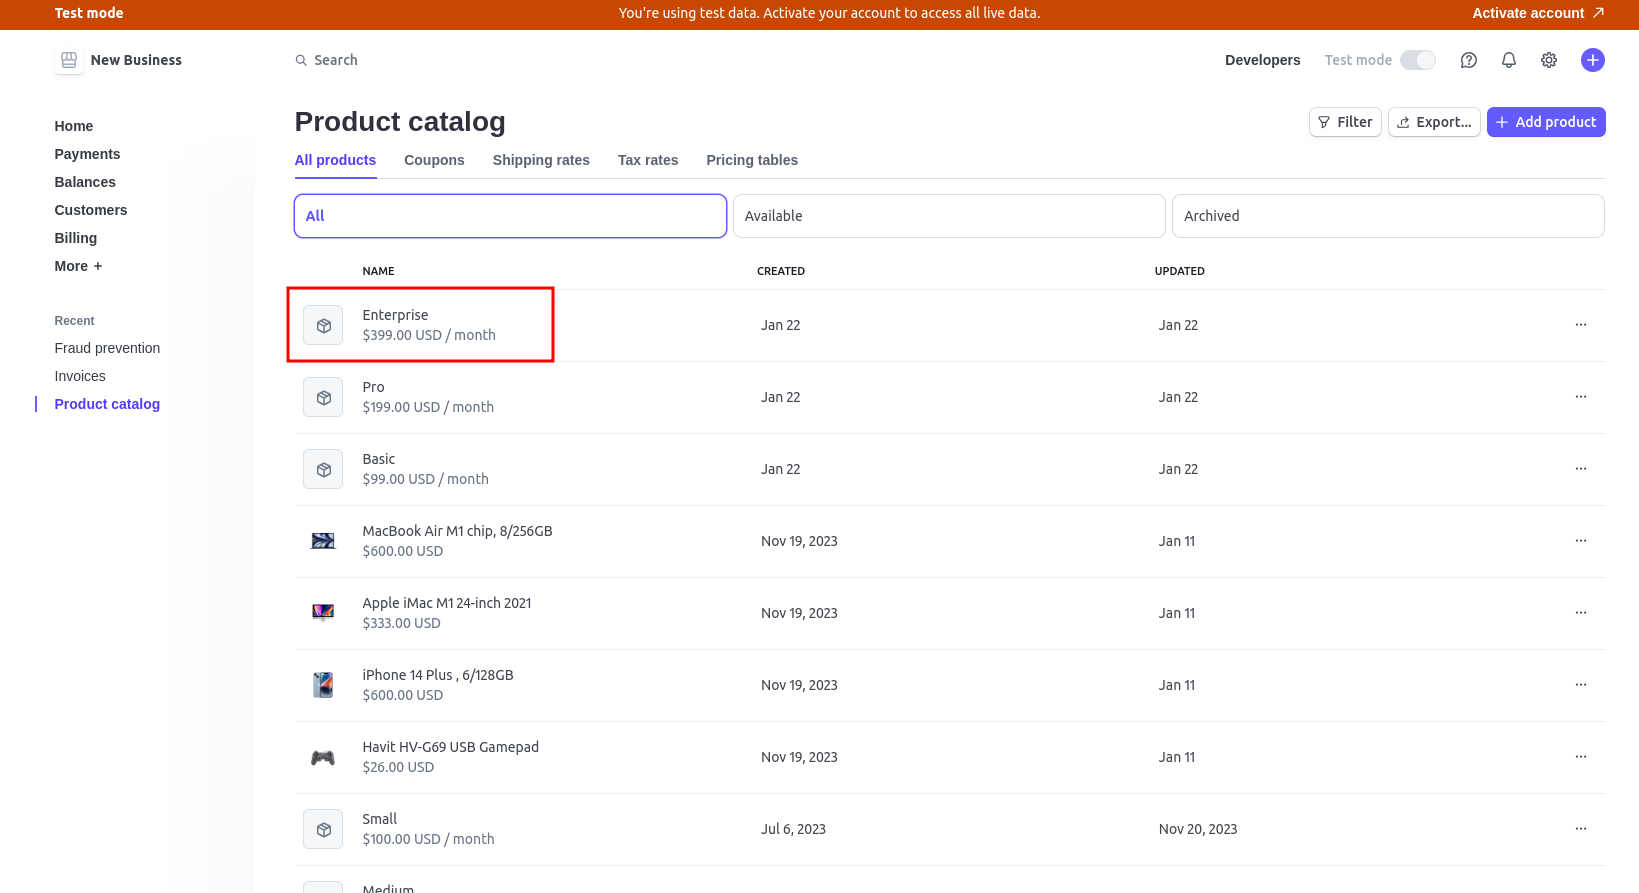 Test mode
You're using test data. Activate your account to access all live data.
Activate account
New Business
Search
Developers
Test mode
Home
Payments
Balances
Customers
Billing
More +
Recent
Fraud prevention
Invoices
Product catalog
Product catalog
Filter
Export...
+ Add product
All products
Coupons
Shipping rates
Tax rates
Pricing tables
All
Available
Archived
NAME
CREATED
UPDATED
Enterprise
$399.00 USD / month
Jan 22
Jan 22
Pro
$199.00 USD / month
Jan 22
Jan 22
Basic
$99.00 USD / month
Jan 22
Jan 22
MacBook Air M1 chip, 8/256GB
$600.00 USD
Nov 19, 2023
Jan 11
Apple iMac M1 24-inch 2021
$333.00 USD
Nov 19, 2023
Jan 11
iPhone 14 Plus , 6/128GB
$600.00 USD
Nov 19, 2023
Jan 11
Havit HV-G69 USB Gamepad
$26.00 USD
Nov 19, 2023
Jan 11
Small
$100.00 USD / month
Jul 6, 2023
Nov 20, 2023
Medium